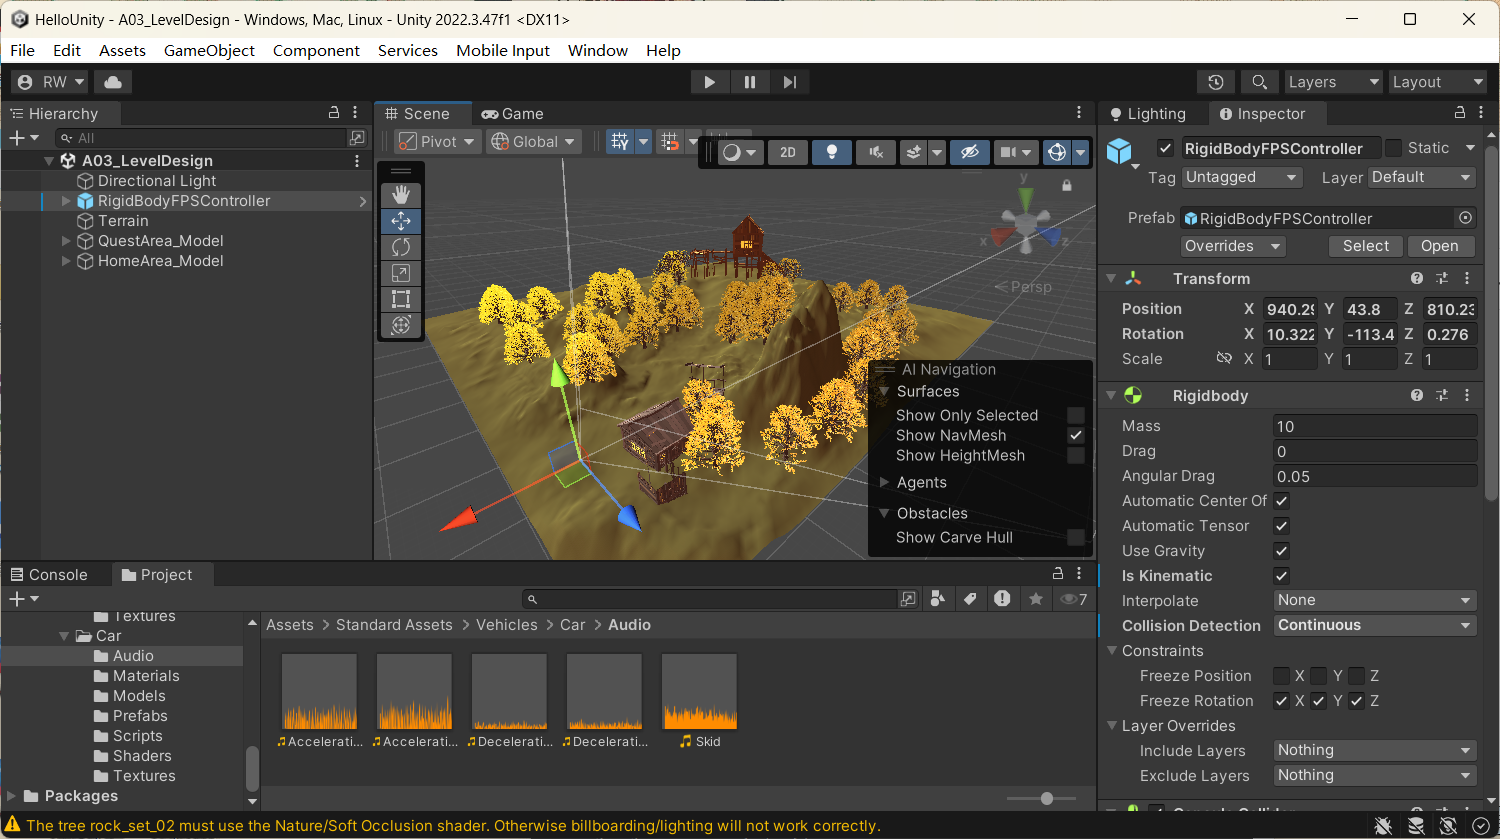 HelloUnity - A03_LevelDesign - Windows, Mac, Linux - Unity 2022.3.47f1 <DX11>
File Edit Assets GameObject Component Services Mobile Input Window Help
RW
Layers
Layout
Hierarchy
All
A03_LevelDesign
Directional Light
RigidBodyFPSController
Terrain
QuestArea_Model
HomeArea_Model
Scene
Game
Pivot
Global
2D
y
x
z
Persp
AI Navigation
Surfaces
Show Only Selected
Show NavMesh
Show HeightMesh
Agents
Obstacles
Show Carve Hull
Console
Project
7
Textures
Car
Audio
Materials
Models
Prefabs
Scripts
Shaders
Textures
Packages
Assets > Standard Assets > Vehicles > Car > Audio
Accelerati...
Accelerati...
Decelerati...
Decelerati...
Skid
Lighting
Inspector
RigidBodyFPSController
Static
Tag Untagged Layer Default
Prefab RigidBodyFPSController
Overrides Select Open
Transform
Position X 940.29 Y 43.8 Z 810.23
Rotation X 10.322 Y -113.4 Z 0.276
Scale X 1 Y 1 Z 1
Rigidbody
Mass 10
Drag 0
Angular Drag 0.05
Automatic Center Of
Automatic Tensor
Use Gravity
Is Kinematic
Interpolate None
Collision Detection Continuous
Constraints
Freeze Position X Y Z
Freeze Rotation X Y Z
Layer Overrides
Include Layers Nothing
Exclude Layers Nothing
The tree rock_set_02 must use the Nature/Soft Occlusion shader. Otherwise billboarding/lighting will not work correctly.